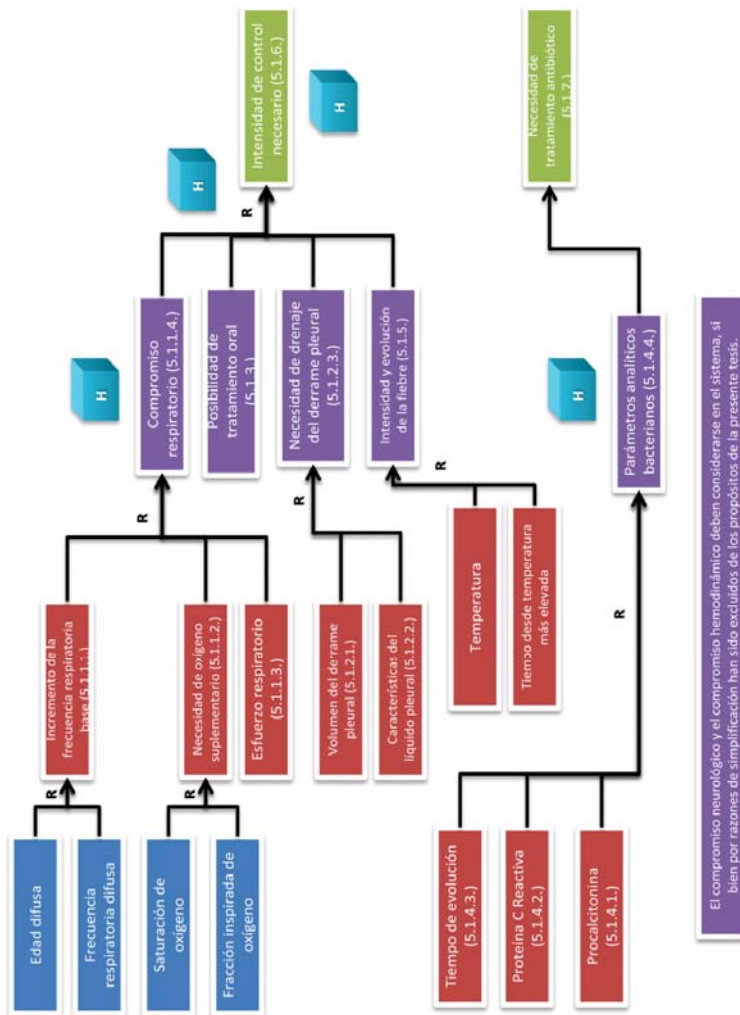 Edad difusa
Frecuencia
respiratoria difusa
Saturación de
oxígeno
Fracción inspirada de
oxígeno
R
R
Incremento de la
frecuencia respiratoria
base (5.1.1.1.)
Necesidad de oxígeno
suplementario (5.1.1.2.)
Esfuerzo respiratorio
(5.1.1.3.)
Volumen del derrame
pleural (5.1.2.1.)
Características del
líquido pleural (5.1.2.2.)
Temperatura
Tiempo desde temperatura
más elevada
R
R
R
H
Compromiso
respiratorio (5.1.1.4.)
Posibilidad de
tratamiento oral
(5.1.3.)
Necesidad de drenaje
del derrame pleural
(5.1.2.3.)
Intensidad y evolución
de la fiebre (5.1.5.)
R
H
Intensidad de control
necesario (5.1.6.)
H
Tiempo de evolución
(5.1.4.3.)
Proteína C Reactiva
(5.1.4.2.)
Procalcitonina
(5.1.4.1.)
R
H
Parámetros analíticos
bacterianos (5.1.4.4.)
Necesidad de
tratamiento antibiótico
(5.1.7.)
El compromiso neurológico y el compromiso hemodinámico deben considerarse en el sistema, si
bien por razones de simplificación han sido excluidos de los propósitos de la presente tesis.